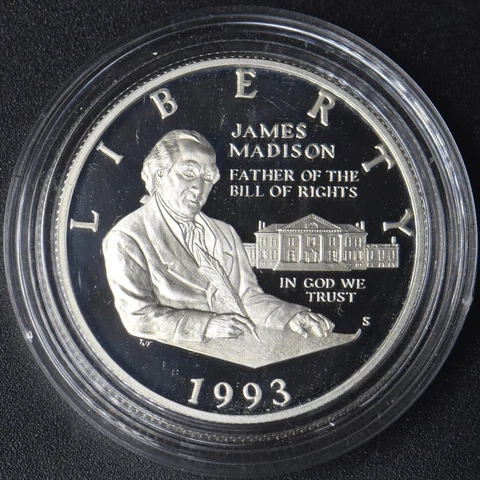 LIBERTY
JAMES
MADISON
FATHER OF THE
BILL OF RIGHTS
IN GOD WE
TRUST
S
1993